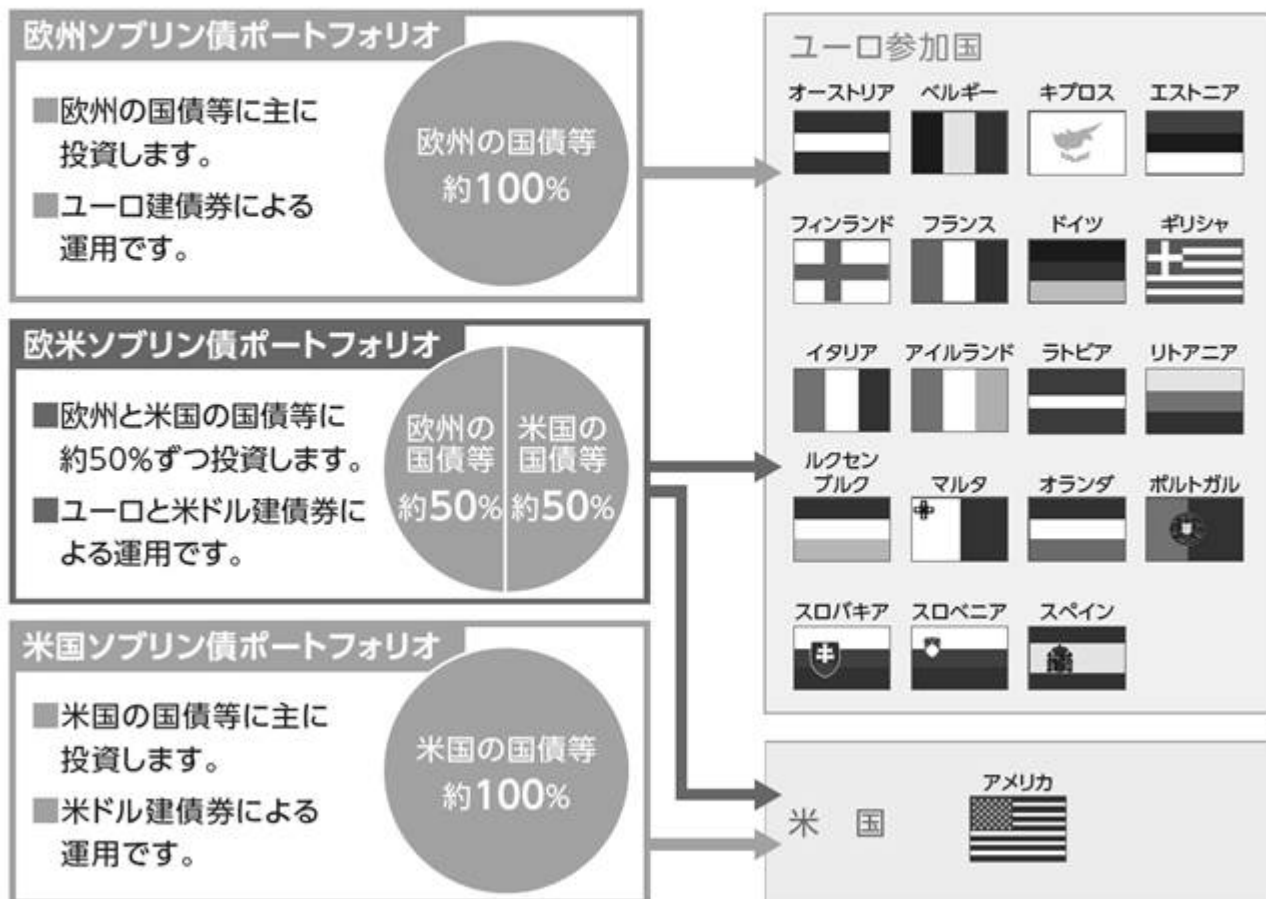 欧州ソブリン債ポートフォリオ
■欧州の国債等に主に
投資します。
■ユーロ建債券による
運用です。
欧州の国債等
約100%
欧米ソブリン債ポートフォリオ
■欧州と米国の国債等に
約50%ずつ投資します。
■ユーロと米ドル建債券に
よる運用です。
欧州の
国債等
約50%
米国の
国債等
約50%
米国ソブリン債ポートフォリオ
■米国の国債等に主に
投資します。
■米ドル建債券による
運用です。
米国の国債等
約100%
ユーロ参加国
オーストリア ベルギー キプロス エストニア
フィンランド フランス ドイツ ギリシャ
イタリア アイルランド ラトビア リトアニア
ルクセン
ブルク マルタ オランダ ポルトガル
スロバキア スロベニア スペイン
米 国
アメリカ